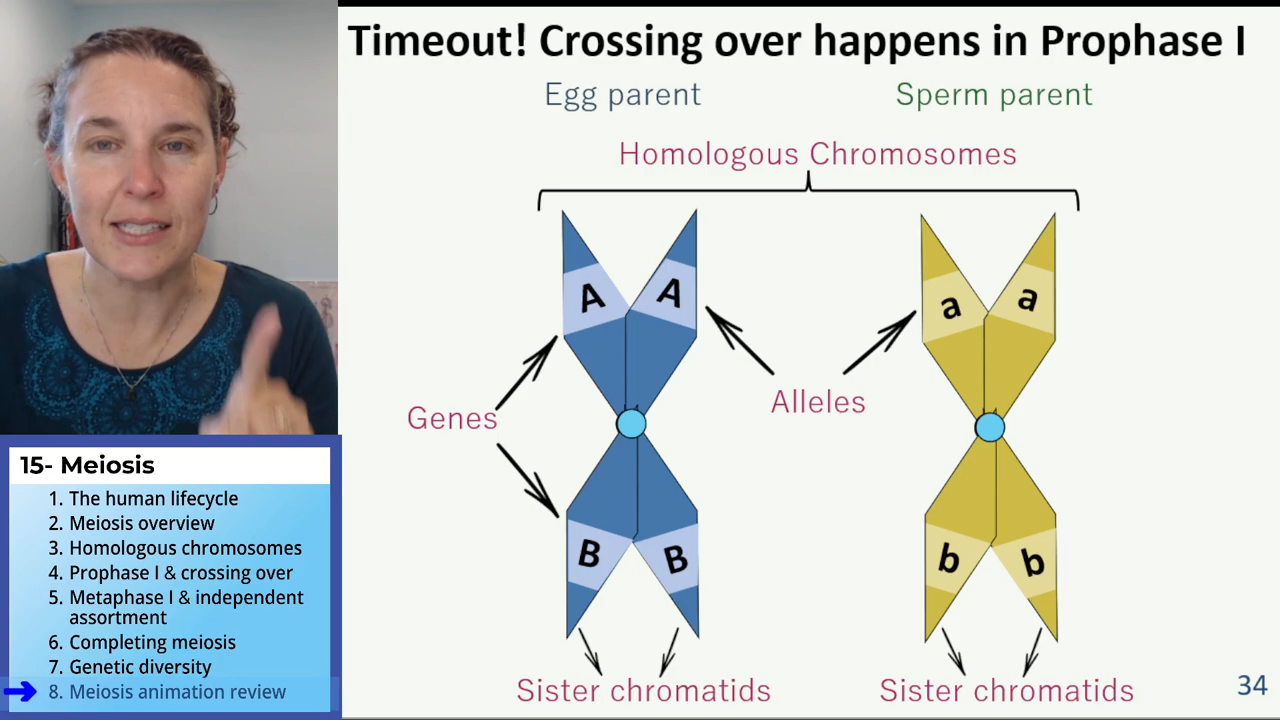 Timeout! Crossing over happens in Prophase I
Egg parent
Sperm parent
Homologous Chromosomes
A A
a a
Genes
Alleles
B B
b b
Sister chromatids
Sister chromatids
34
15- Meiosis
1. The human lifecycle
2. Meiosis overview
3. Homologous chromosomes
4. Prophase I & crossing over
5. Metaphase I & independent
assortment
6. Completing meiosis
7. Genetic diversity
8. Meiosis animation review